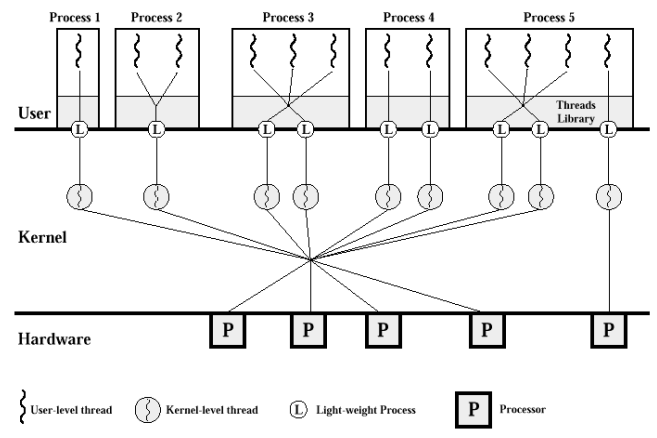 Process 1 Process 2 Process 3 Process 4 Process 5
Threads
Library
User
L L L L L L L L L
Kernel
P P P P P
Hardware
User-level thread Kernel-level thread L Light-weight Process P Processor